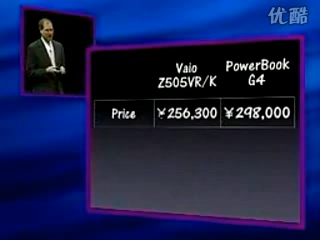 优酷
Vaio
Z505VR/K
PowerBook
G4
Price
¥256,300
¥298,000